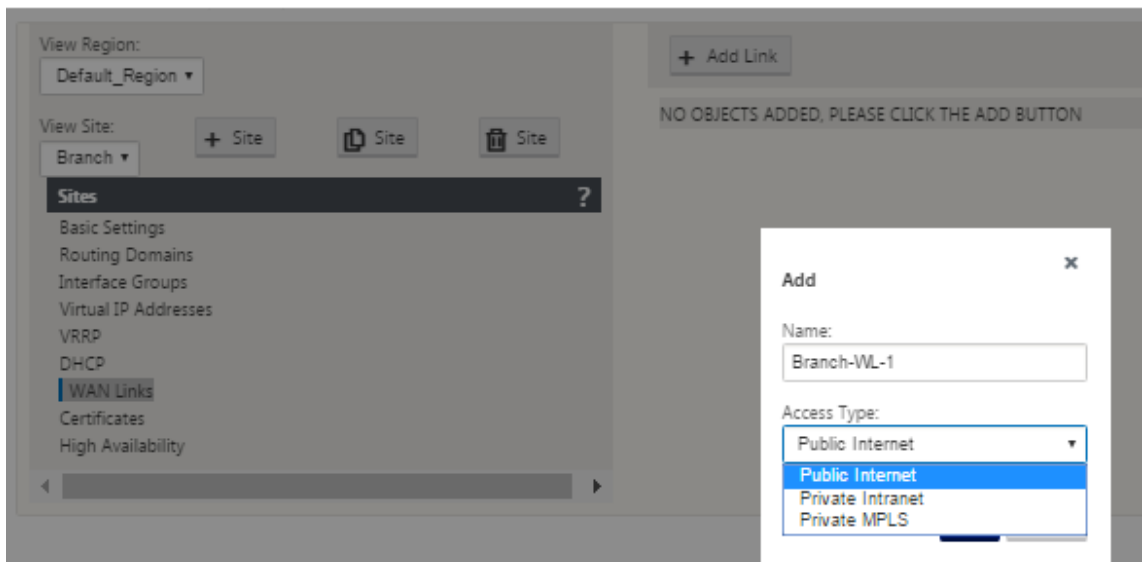 View Region:
Default_Region
View Site:
Branch
+ Site
Site
Site
Sites ?
Basic Settings
Routing Domains
Interface Groups
Virtual IP Addresses
VRRP
DHCP
WAN Links
Certificates
High Availability
+ Add Link
NO OBJECTS ADDED, PLEASE CLICK THE ADD BUTTON
Add
Name:
Branch-WL-1
Access Type:
Public Internet
Public Internet
Private Intranet
Private MPLS